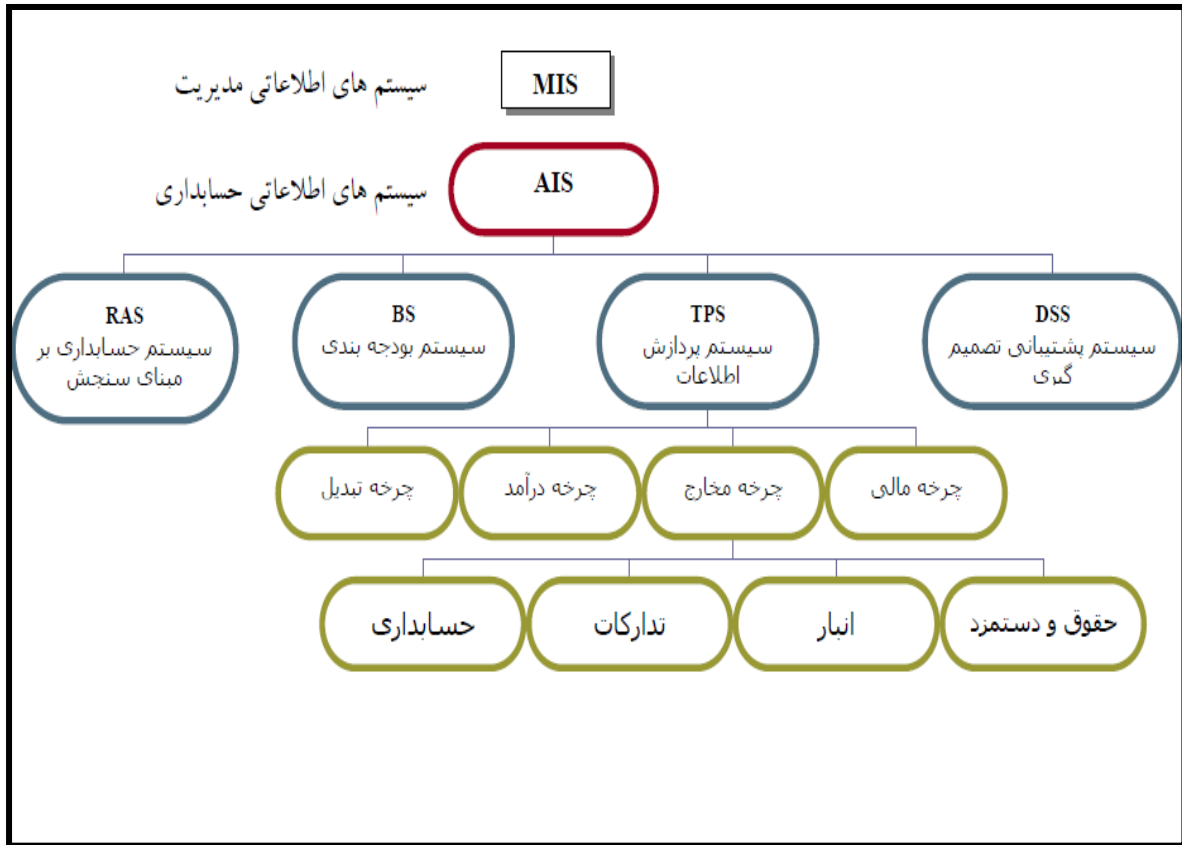 سیستم های اطلاعاتی مدیریت
MIS
سیستم های اطلاعاتی حسابداری
AIS
DSS
سیستم پشتیبانی تصمیم
گیری
TPS
سیستم پردازش
اطلاعات
BS
سیستم بودجه بندی
RAS
سیستم حسابداری بر
مبنای سنجش
چرخه مالی
چرخه مخارج
چرخه درآمد
چرخه تبدیل
حقوق و دستمزد
انبار
تدارکات
حسابداری